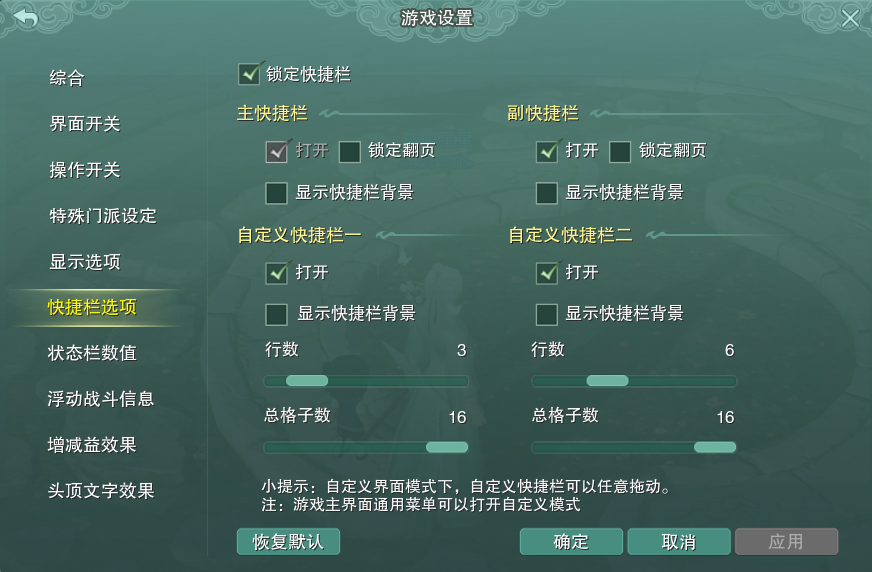 游戏设置
综合
界面开关
操作开关
特殊门派设定
显示选项
快捷栏选项
状态栏数值
浮动战斗信息
增减益效果
头顶文字效果
锁定快捷栏
主快捷栏
打开 锁定翻页
显示快捷栏背景
副快捷栏
打开 锁定翻页
显示快捷栏背景
自定义快捷栏一
打开
显示快捷栏背景
行数 3
总格子数 16
自定义快捷栏二
打开
显示快捷栏背景
行数 6
总格子数 16
小提示：自定义界面模式下，自定义快捷栏可以任意拖动。
注：游戏主界面通用菜单可以打开自定义模式
恢复默认 确定 取消 应用